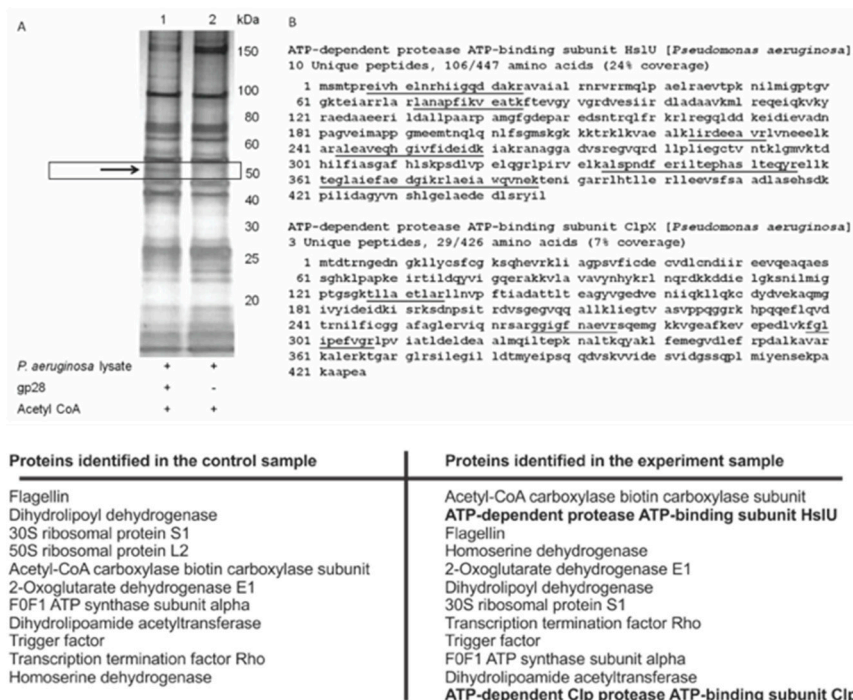 A
1 2 kDa
150
100
80
60
50
40
30
25
20
P. aeruginosa lysate + +
gp28 + -
Acetyl CoA + +
B
ATP-dependent protease ATP-binding subunit HslU [Pseudomonas aeruginosa]
10 Unique peptides, 106/447 amino acids (24% coverage)
1 msmtpreivh elnrhiigqd dakravaial rnrwrrmqlp aelraevtpk nilmigptgv
61 gkteiarrla rlanapfikv eatkftevgy vgrdvesiir dladaavkml reqeiqkvky
121 raedaaeeri ldallpaarp amgfgdepar edsntrqlfr krlregqldd keidievadn
181 pagveimapp gmeemtnqlq nlfsgmskgk kktrklkvae alklirdeea vrlvneeelk
241 araleaveqh givfideidk iakranagga dvsregvqrd llpliegctv ntklgmvktd
301 hilfiasgaf hlskpsdlvp elqgrlpirv elkalspndf eriltephas lteqyrellk
361 teglaiefae dgikrlaeia wqvnekteni garrlhtlle rlleevsfsa adlasehsdk
421 pilidagyvn shlgelaede dlsryil
ATP-dependent protease ATP-binding subunit ClpX [Pseudomonas aeruginosa]
3 Unique peptides, 29/426 amino acids (7% coverage)
1 mtdtrngedn gkllycsfcg ksqhevrkli agpsvficde cvdlcndiir eevqeaqaes
61 sghklpapke irtildqyvi gqerakkvla vavynhykrl nqrdkkddie lgksnilmig
121 ptgsgktlla etlarllnvp ftiadattlt eagyvgedve niiqkllqkc dydvekaqmg
181 ivyideidki srksdnpsit rdvsgegvqq allkliegtv asvppqggrk hpqqeflqvd
241 trnilficgg afaglerviq nrsarggigf naevrsqemg kkvgeafkev epedlvkfgl
301 ipefvgrlpv iatldeldea almqiltepk naltkqyakl femegvdlef rpdalkavar
361 kalerktgar glrsilegil ldtmyeipsq qdvskvvide svidgssqpl miyensekpa
421 kaapea
Proteins identified in the control sample
Flagellin
Dihydrolipoyl dehydrogenase
30S ribosomal protein S1
50S ribosomal protein L2
Acetyl-CoA carboxylase biotin carboxylase subunit
2-Oxoglutarate dehydrogenase E1
F0F1 ATP synthase subunit alpha
Dihydrolipoamide acetyltransferase
Trigger factor
Transcription termination factor Rho
Homoserine dehydrogenase
Proteins identified in the experiment sample
Acetyl-CoA carboxylase biotin carboxylase subunit
ATP-dependent protease ATP-binding subunit HslU
Flagellin
Homoserine dehydrogenase
2-Oxoglutarate dehydrogenase E1
Dihydrolipoyl dehydrogenase
30S ribosomal protein S1
Transcription termination factor Rho
Trigger factor
F0F1 ATP synthase subunit alpha
Dihydrolipoamide acetyltransferase
ATP-dependent Clp protease ATP-binding subunit Clp